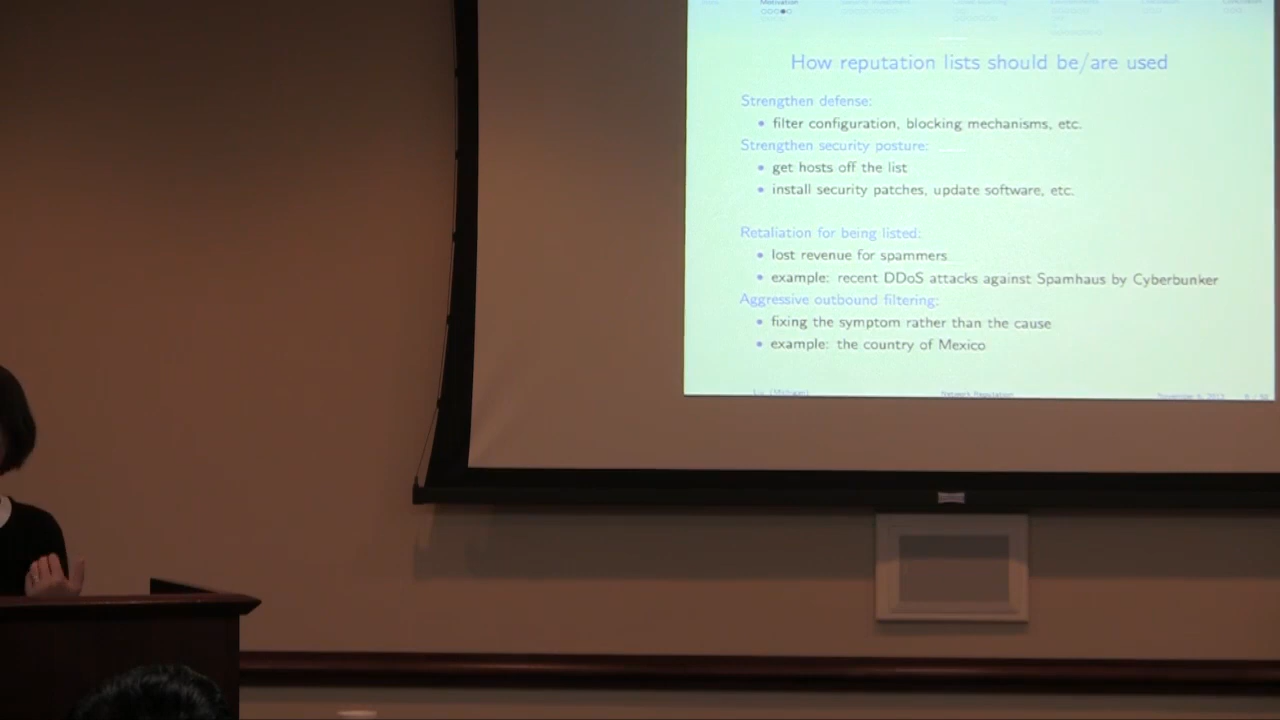 Motivation
How reputation lists should be/are used
Strengthen defense:
• filter configuration, blocking mechanisms, etc.
Strengthen security posture:
• get hosts off the list
• install security patches, update software, etc.
Retaliation for being listed:
• lost revenue for spammers
• example: recent DDoS attacks against Spamhaus by Cyberbunker
Aggressive outbound filtering:
• fixing the symptom rather than the cause
• example: the country of Mexico
Network Reputation